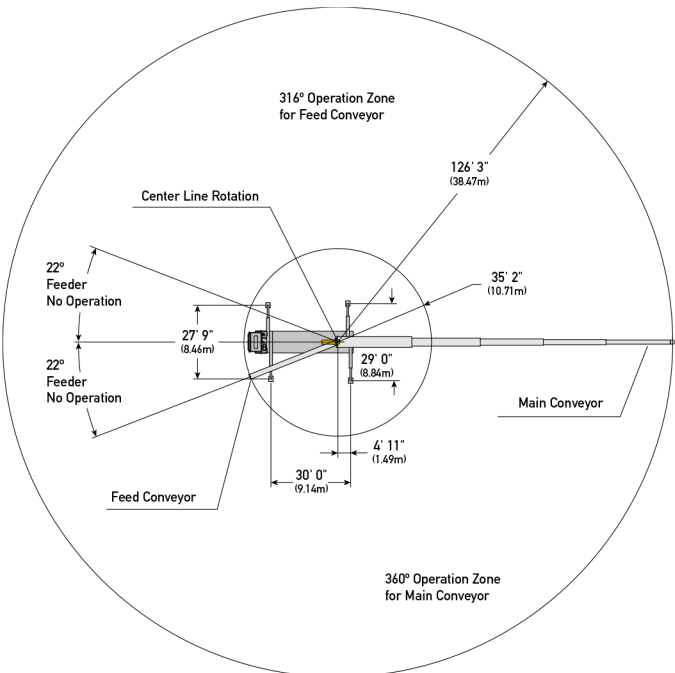 316º Operation Zone
for Feed Conveyor
126' 3"
(38.47m)
Center Line Rotation
22º
Feeder
No Operation
35' 2"
(10.71m)
27' 9"
(8.46m)
29' 0"
(8.84m)
22º
Feeder
No Operation
Main Conveyor
4' 11"
(1.49m)
30' 0"
(9.14m)
Feed Conveyor
360º Operation Zone
for Main Conveyor